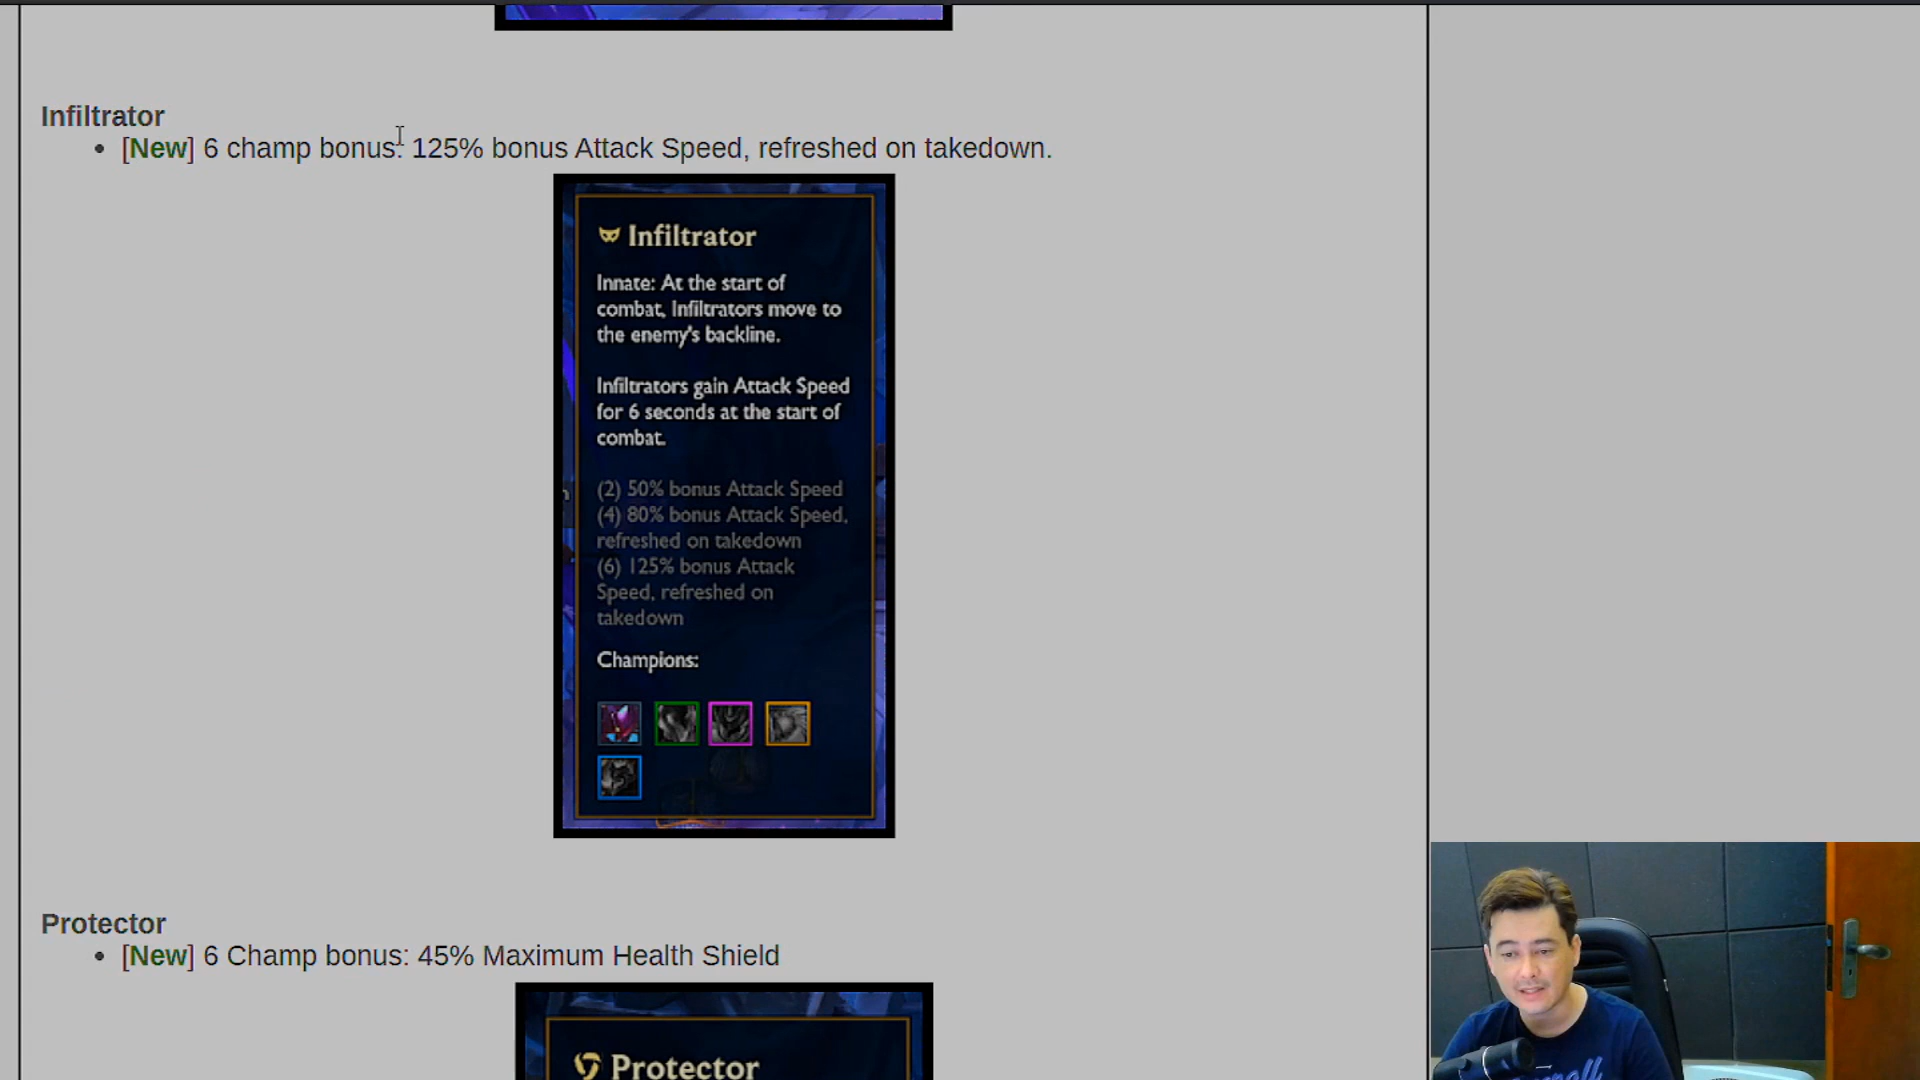 Infiltrator
• [New] 6 champ bonus: 125% bonus Attack Speed, refreshed on takedown.
Infiltrator
Innate: At the start of
combat, Infiltrators move to
the enemy's backline.
Infiltrators gain Attack Speed
for 6 seconds at the start of
combat.
(2) 50% bonus Attack Speed
(4) 80% bonus Attack Speed,
refreshed on takedown
(6) 125% bonus Attack
Speed, refreshed on
takedown
Champions:
Protector
• [New] 6 Champ bonus: 45% Maximum Health Shield
Protector